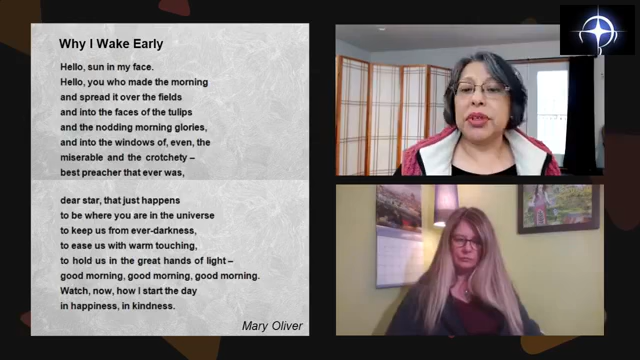 Why I Wake Early
Hello, sun in my face.
Hello, you who made the morning
and spread it over the fields
and into the faces of the tulips
and the nodding morning glories,
and into the windows of, even, the
miserable and the crotchety –
best preacher that ever was,
dear star, that just happens
to be where you are in the universe
to keep us from ever-darkness,
to ease us with warm touching,
to hold us in the great hands of light –
good morning, good morning, good morning.
Watch, now, how I start the day
in happiness, in kindness.
Mary Oliver